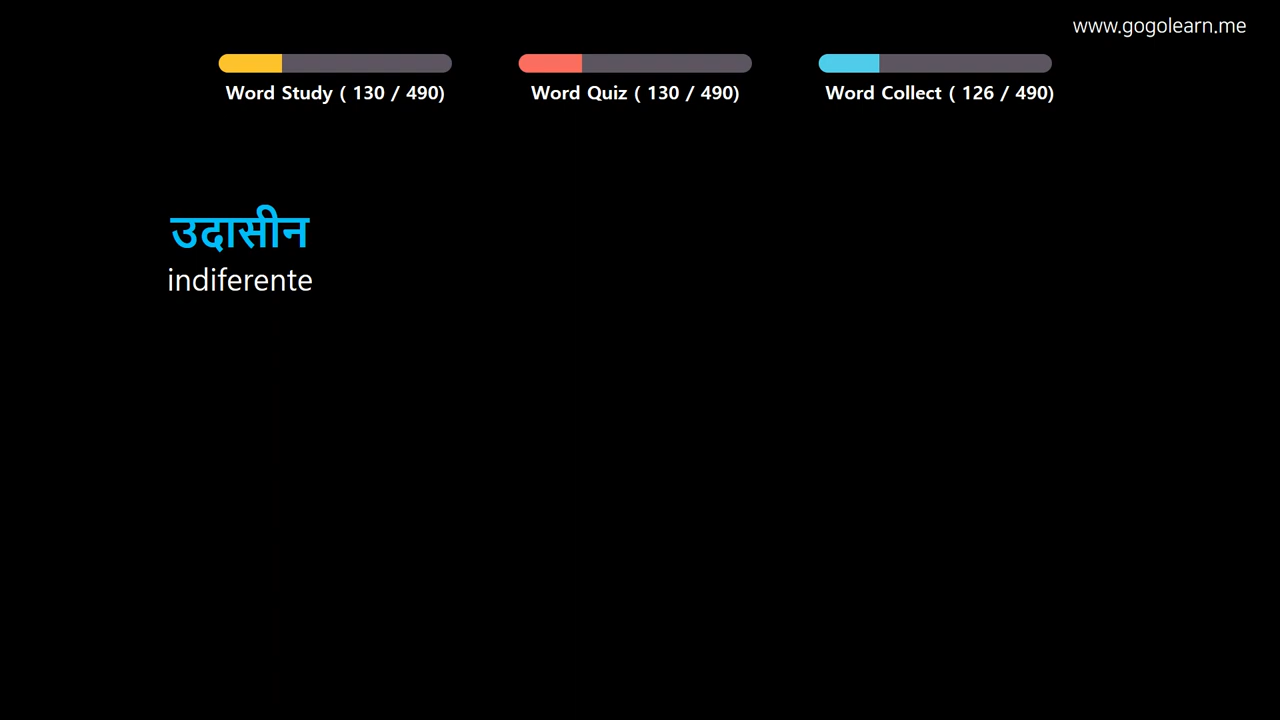 www.gogolearn.me
Word Study ( 130 / 490)
Word Quiz ( 130 / 490)
Word Collect ( 126 / 490)
उदासीन
indiferente